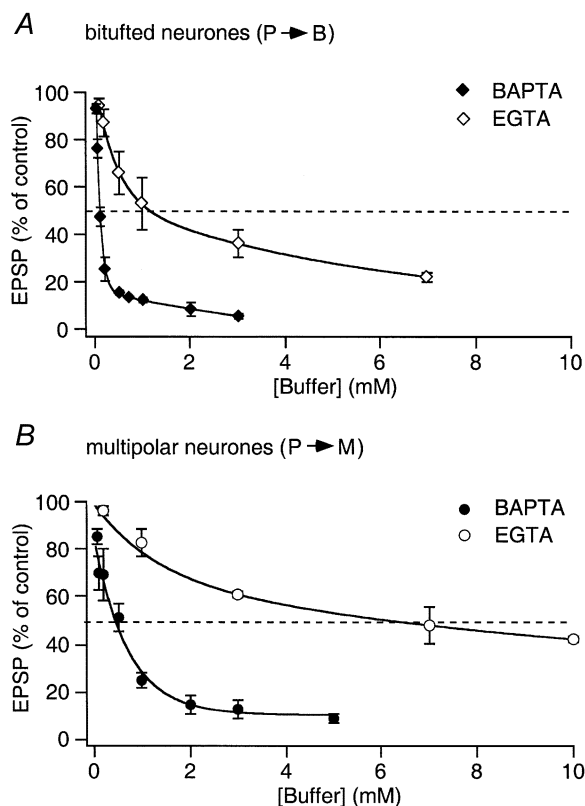 A
bitufted neurones (P → B)
BAPTA
EGTA
EPSP (% of control)
100
80
60
40
20
0
0 2 4 6 8 10
[Buffer] (mM)
B
multipolar neurones (P → M)
BAPTA
EGTA
EPSP (% of control)
100
80
60
40
20
0
0 2 4 6 8 10
[Buffer] (mM)